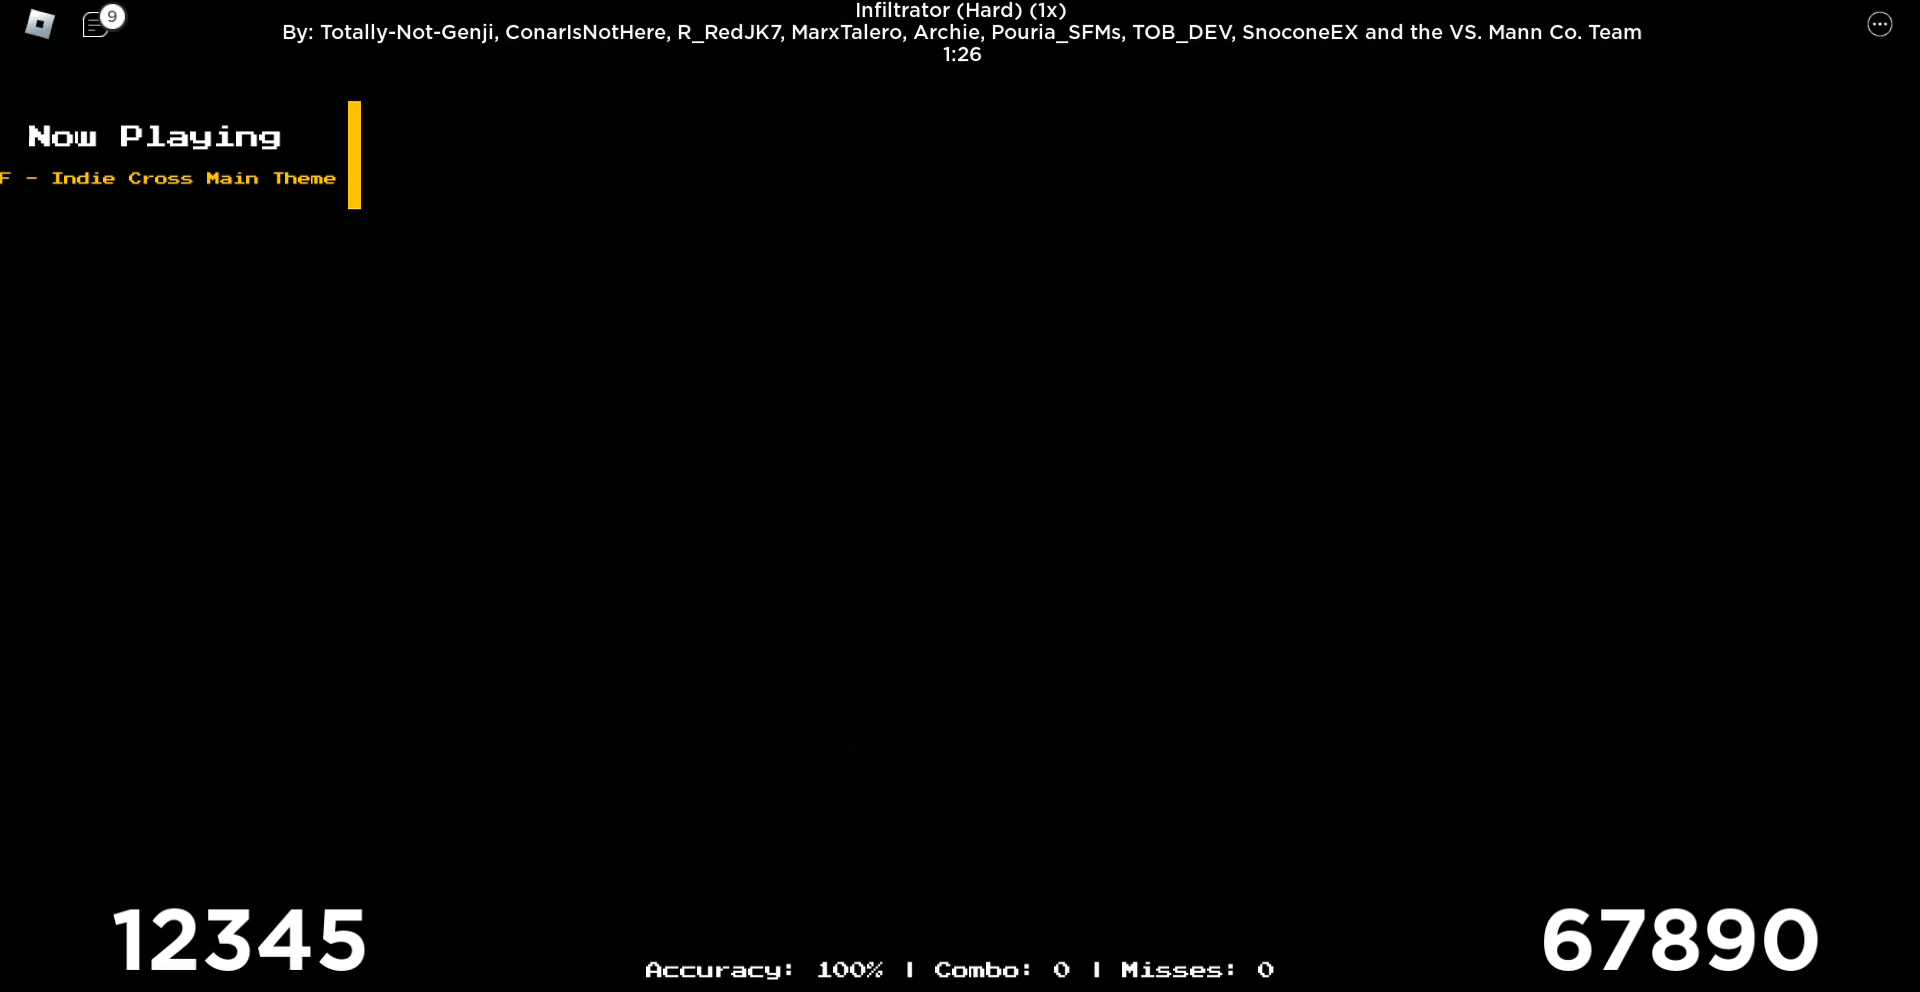 9
Infiltrator (Hard) (1x)
By: Totally-Not-Genji, ConarIsNotHere, R_RedJK7, MarxTalero, Archie, Pouria_SFMs, TOB_DEV, SnoconeEX and the VS. Mann Co. Team
1:26
Now Playing
F - Indie Cross Main Theme
12345
67890
Accuracy: 100% | Combo: 0 | Misses: 0